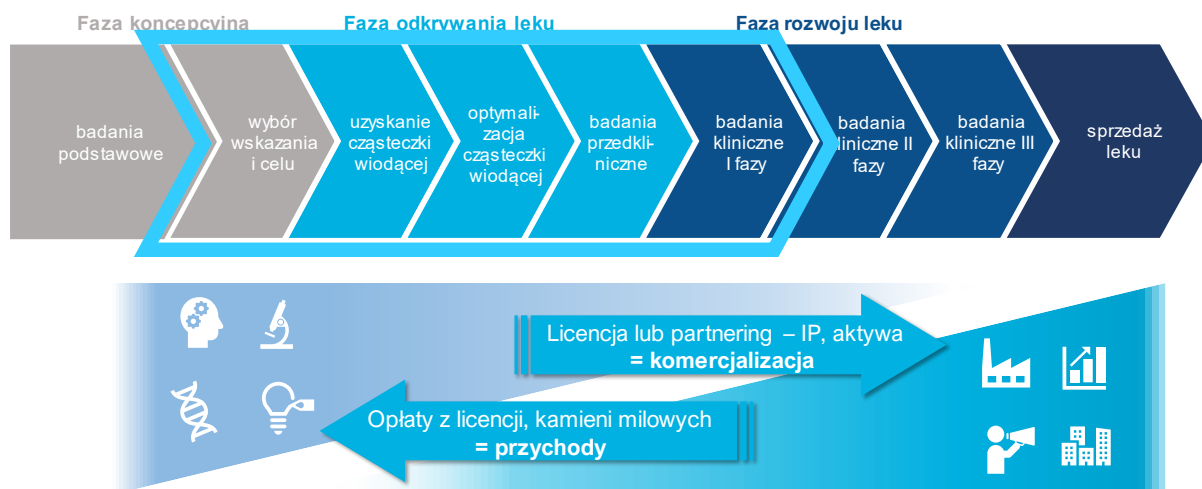 Faza koncepcyjna
Faza odkrywania leku
Faza rozwoju leku
badania
podstawowe
wybór
wskazania
i celu
uzyskanie
cząsteczki
wiodącej
optymali-
zacja
cząsteczki
wiodącej
badania
przedkli-
niczne
badania
kliniczne
I fazy
badania
kliniczne II
fazy
badania
kliniczne III
fazy
sprzedaż
leku
Licencja lub partnering – IP, aktywa
= komercjalizacja
Opłaty z licencji, kamieni milowych
= przychody